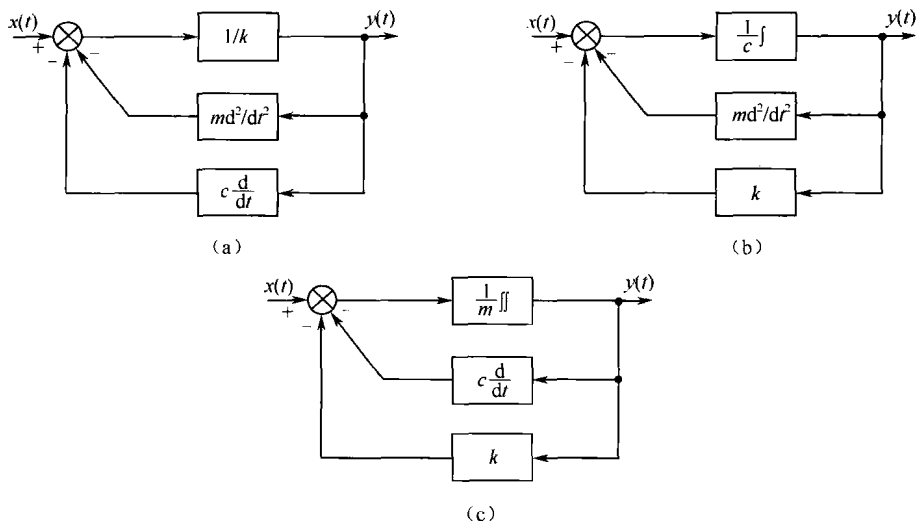 x(t)
+
−
−
1/k
y(t)
md²/dt²
c d/dt
(a)
x(t)
+
−
−
1/c ∫
y(t)
md²/dt²
k
(b)
x(t)
+
−
−
1/m ∬
y(t)
c d/dt
k
(c)